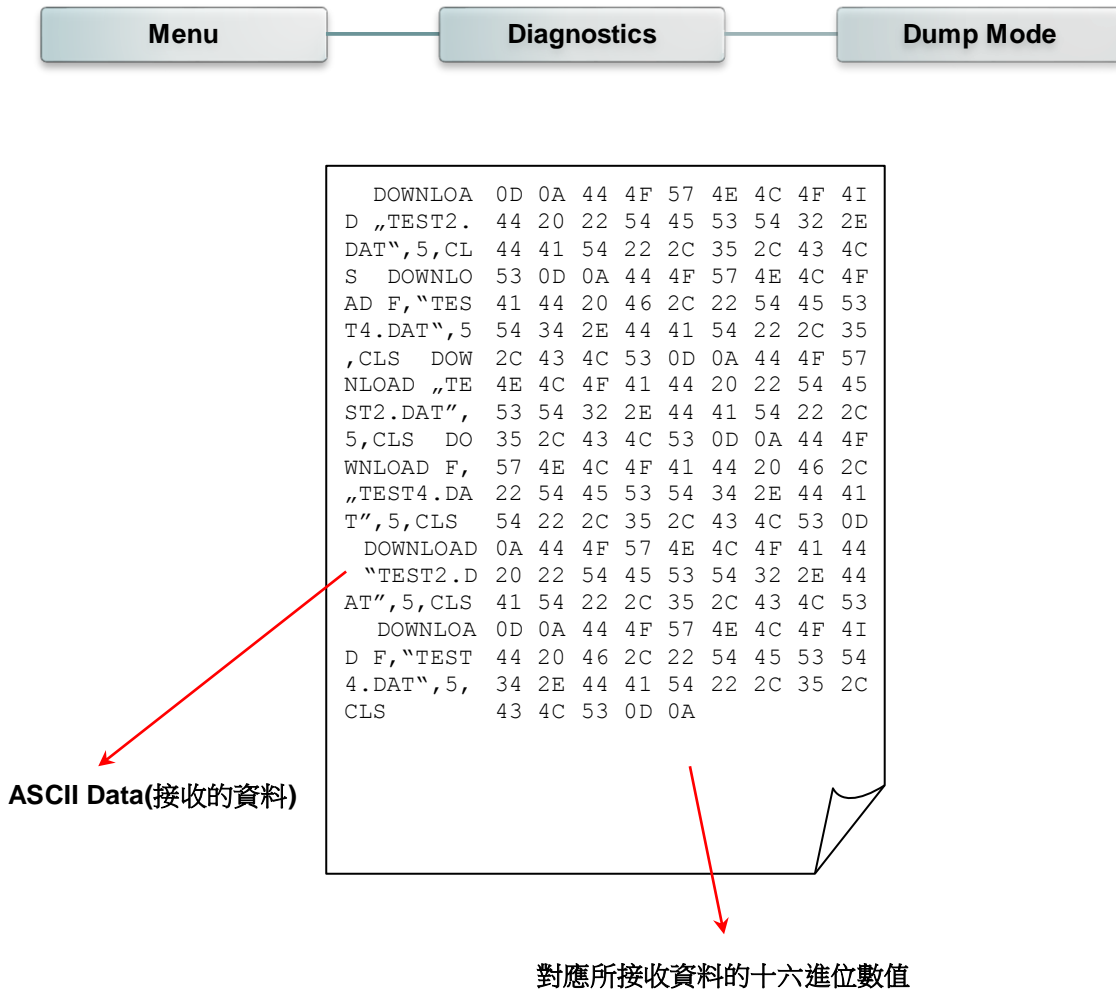 Menu Diagnostics Dump Mode
DOWNLOA 0D 0A 44 4F 57 4E 4C 4F 4I
D „TEST2. 44 20 22 54 45 53 54 32 2E
DAT‟,5,CL 44 41 54 22 2C 35 2C 43 4C
S DOWNLO 53 0D 0A 44 4F 57 4E 4C 4F
AD F,‟TES 41 44 20 46 2C 22 54 45 53
T4.DAT‟,5 54 34 2E 44 41 54 22 2C 35
,CLS DOW 2C 43 4C 53 0D 0A 44 4F 57
NLOAD „TE 4E 4C 4F 41 44 20 22 54 45
ST2.DAT”, 53 54 32 2E 44 41 54 22 2C
5,CLS DO 35 2C 43 4C 53 0D 0A 44 4F
WNLOAD F, 57 4E 4C 4F 41 44 20 46 2C
„TEST4.DA 22 54 45 53 54 34 2E 44 41
T”,5,CLS 54 22 2C 35 2C 43 4C 53 0D
DOWNLOAD 0A 44 4F 57 4E 4C 4F 41 44
‟TEST2.D 20 22 54 45 53 54 32 2E 44
AT”,5,CLS 41 54 22 2C 35 2C 43 4C 53
DOWNLOA 0D 0A 44 4F 57 4E 4C 4F 4I
D F,‟TEST 44 20 46 2C 22 54 45 53 54
4.DAT‟,5, 34 2E 44 41 54 22 2C 35 2C
CLS 43 4C 53 0D 0A
ASCII Data(接收的資料)
對應所接收資料的十六進位數值